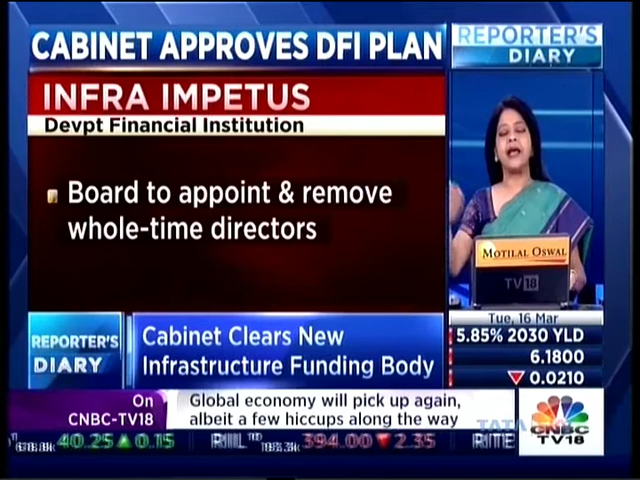 CABINET APPROVES DFI PLAN
REPORTER'S
DIARY
INFRA IMPETUS
Devpt Financial Institution
Board to appoint & remove
whole-time directors
MOTILAL OSWAL
TV18
Tue, 16 Mar
5.85% 2030 YLD
6.1800
▼ 0.0210
REPORTER'S
DIARY
Cabinet Clears New
Infrastructure Funding Body
On
CNBC-TV18
Global economy will pick up again,
albeit a few hiccups along the way
TATA
CNBC
TV18
40.25 ▲ 0.15 RIIL 394.00 ▼ 2.35 RITE